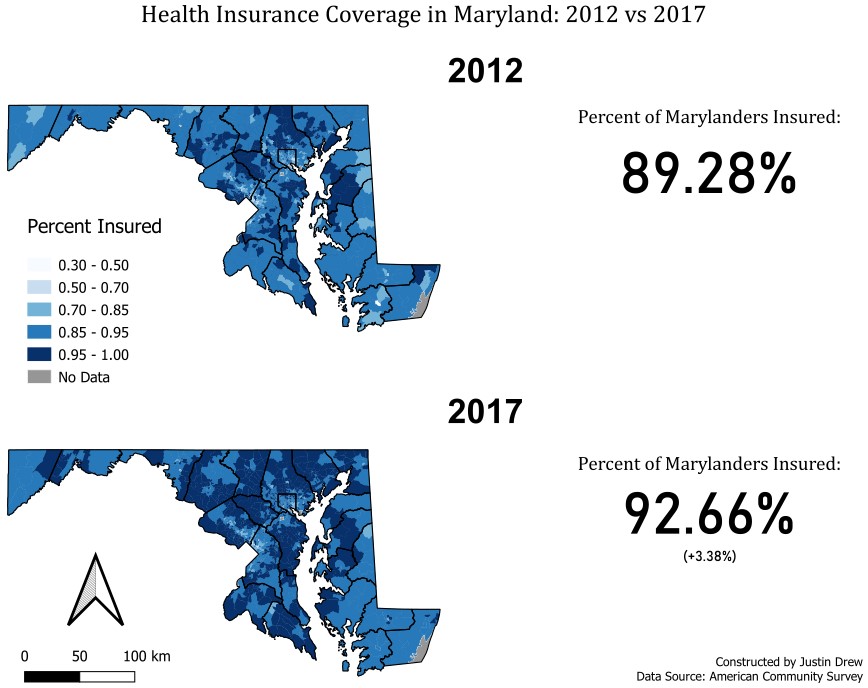 Health Insurance Coverage in Maryland: 2012 vs 2017
2012
Percent of Marylanders Insured:
89.28%
Percent Insured
0.30 - 0.50
0.50 - 0.70
0.70 - 0.85
0.85 - 0.95
0.95 - 1.00
No Data
2017
Percent of Marylanders Insured:
92.66%
(+3.38%)
0 50 100 km
Constructed by Justin Drew
Data Source: American Community Survey